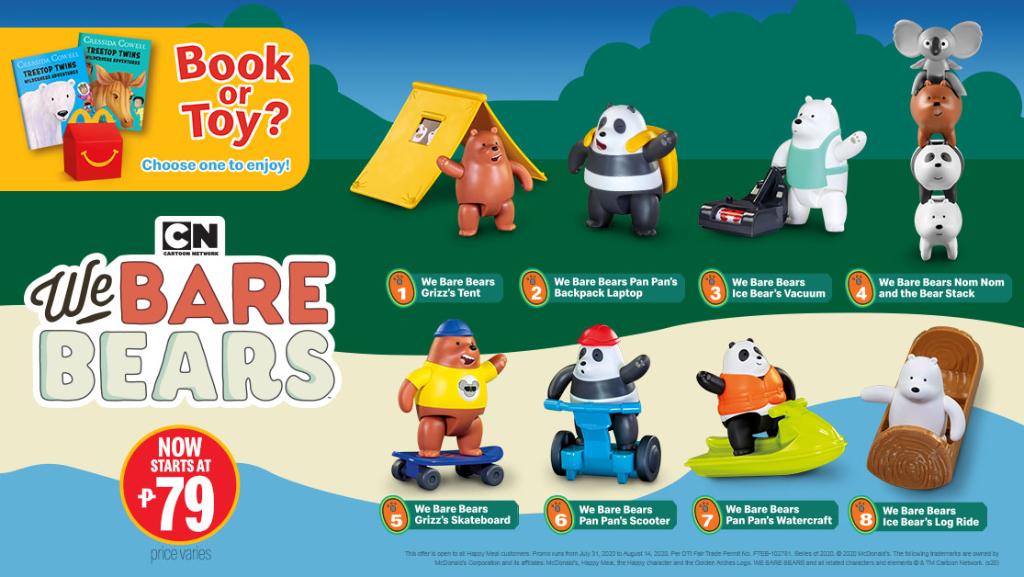 CRESSIDA COWELL
TREETOP TWINS
WILDERNESS ADVENTURES
CRESSIDA COWELL
TREETOP TWINS
WILDERNESS ADVENTURES
Book
or
Toy?
Choose one to enjoy!
CN
CARTOON NETWORK
We BARE
BEARS
NOW
STARTS AT
₱79
price varies
1 We Bare Bears
Grizz's Tent
2 We Bare Bears Pan Pan's
Backpack Laptop
3 We Bare Bears
Ice Bear's Vacuum
4 We Bare Bears Nom Nom
and the Bear Stack
5 We Bare Bears
Grizz's Skateboard
6 We Bare Bears
Pan Pan's Scooter
7 We Bare Bears
Pan Pan's Watercraft
8 We Bare Bears
Ice Bear's Log Ride
This offer is open to all Happy Meal customers. Promo runs from July 31, 2020 to August 14, 2020. Per DTI Fair Trade Permit No. FTEB-102781. Series of 2020. © 2020 McDonald's. The following trademarks are owned by
McDonald's Corporation and its affiliates: McDonald's, Happy Meal, the Happy character and the Golden Arches Logo. WE BARE BEARS and all related characters and elements © & TM Cartoon Network. (s20)